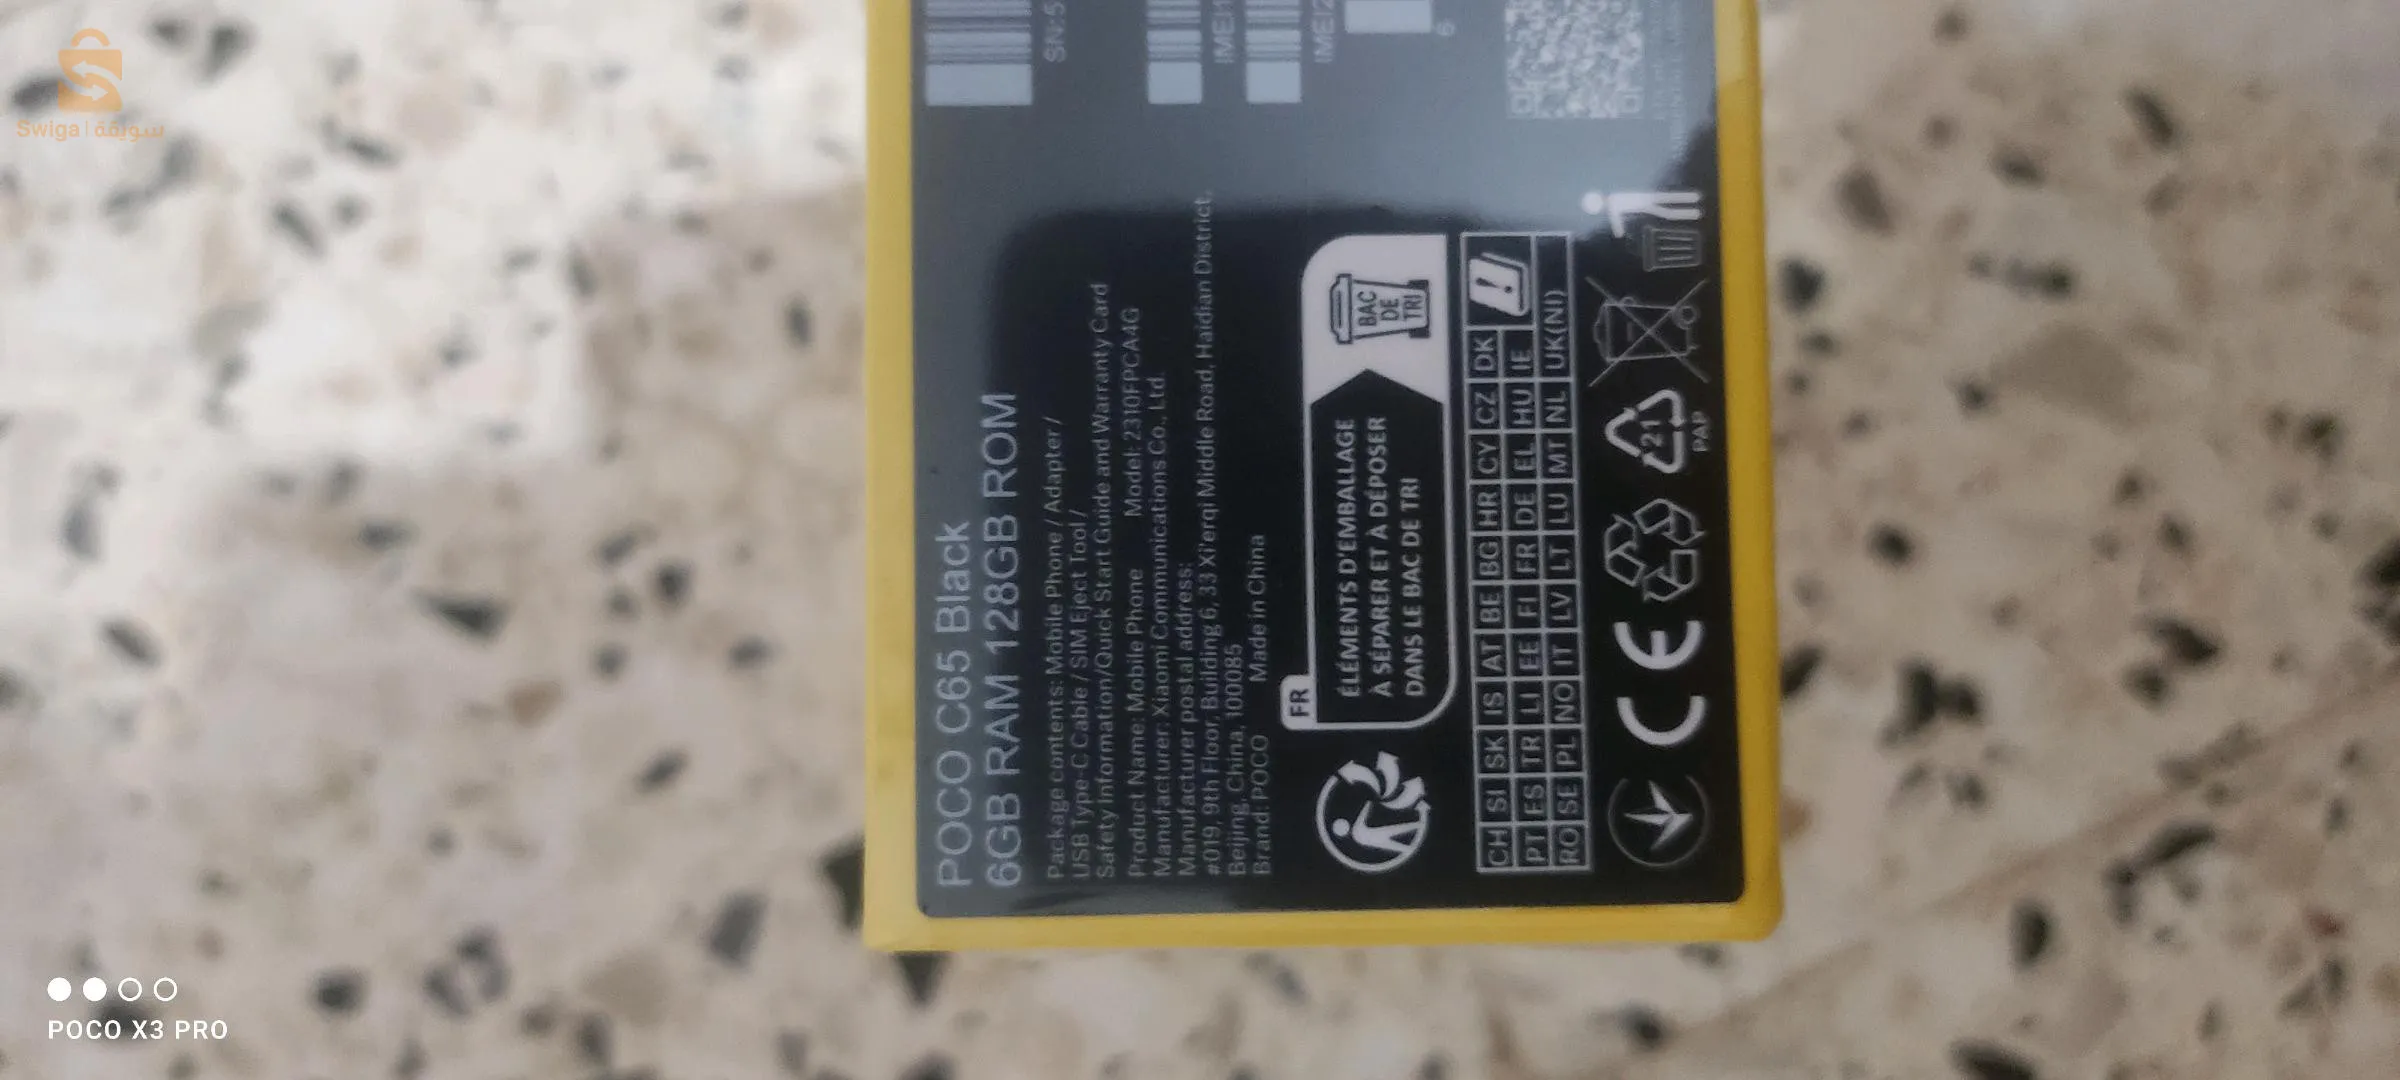 Swiga | سويقة
SN:5
IMEI1
IMEI2
6
POCO C65 Black
6GB RAM 128GB ROM
Package contents: Mobile Phone / Adapter /
USB Type-C Cable / SIM Eject Tool /
Safety Information/Quick Start Guide and Warranty Card
Product Name: Mobile Phone Model: 2310FPCA4G
Manufacturer: Xiaomi Communications Co., Ltd.
Manufacturer postal address:
#019, 9th Floor, Building 6, 33 Xi'erqi Middle Road, Haidian District,
Beijing, China, 100085
Brand: POCO Made in China
FR
ÉLÉMENTS D'EMBALLAGE
À SÉPARER ET À DÉPOSER
DANS LE BAC DE TRI
BAC
DE
TRI
CH SI SK IS AT BE BG HR CY CZ DK
PT ES TR LI EE FI FR DE EL HU IE
RO SE PL NO IT LV LT LU MT NL UK(NI)
CE
21
PAP
POCO X3 PRO